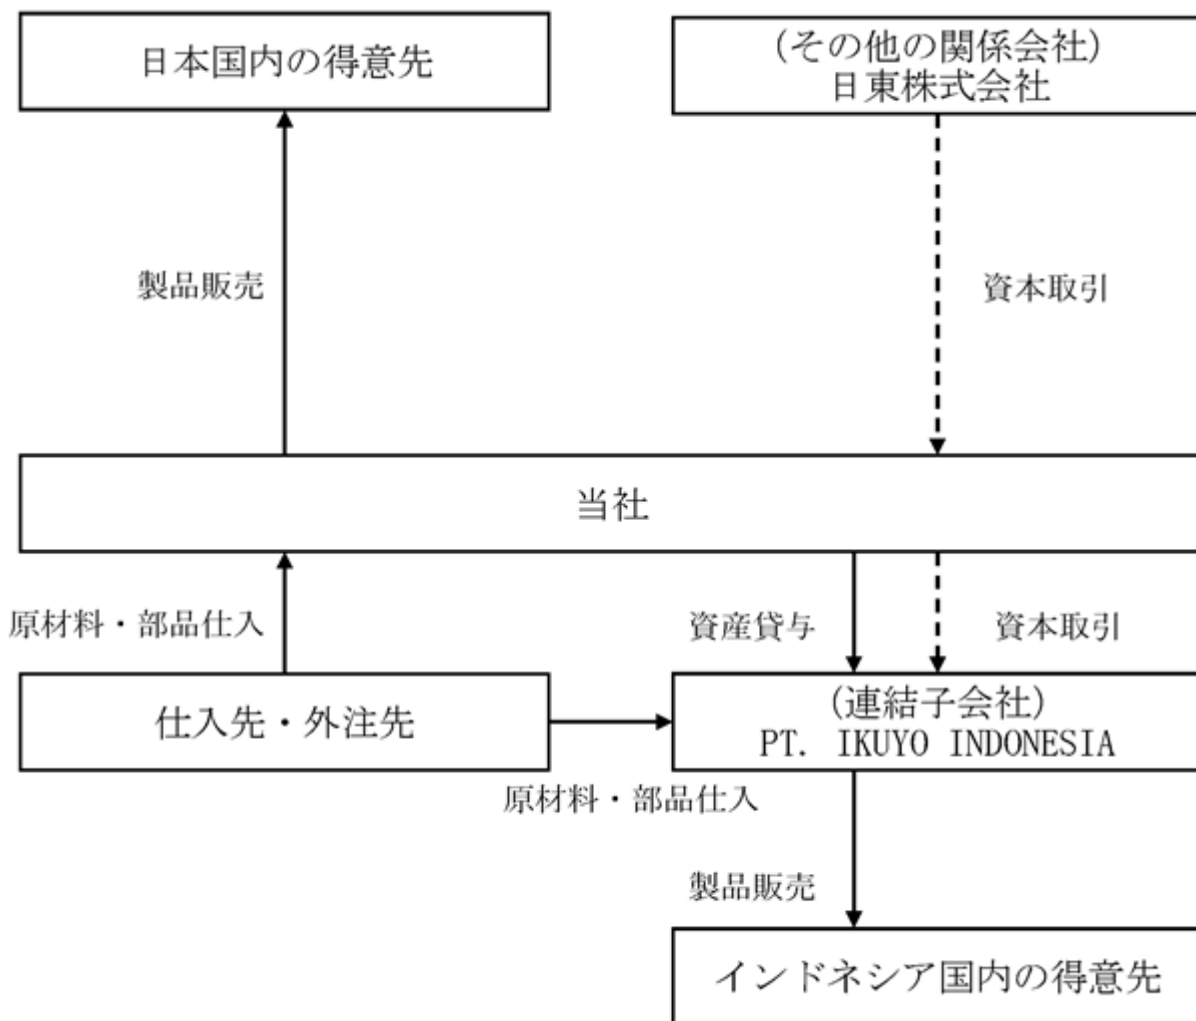 日本国内の得意先
(その他の関係会社)
日東株式会社
製品販売
資本取引
当社
原材料・部品仕入
資産貸与
資本取引
仕入先・外注先
(連結子会社)
PT. IKUYO INDONESIA
原材料・部品仕入
製品販売
インドネシア国内の得意先